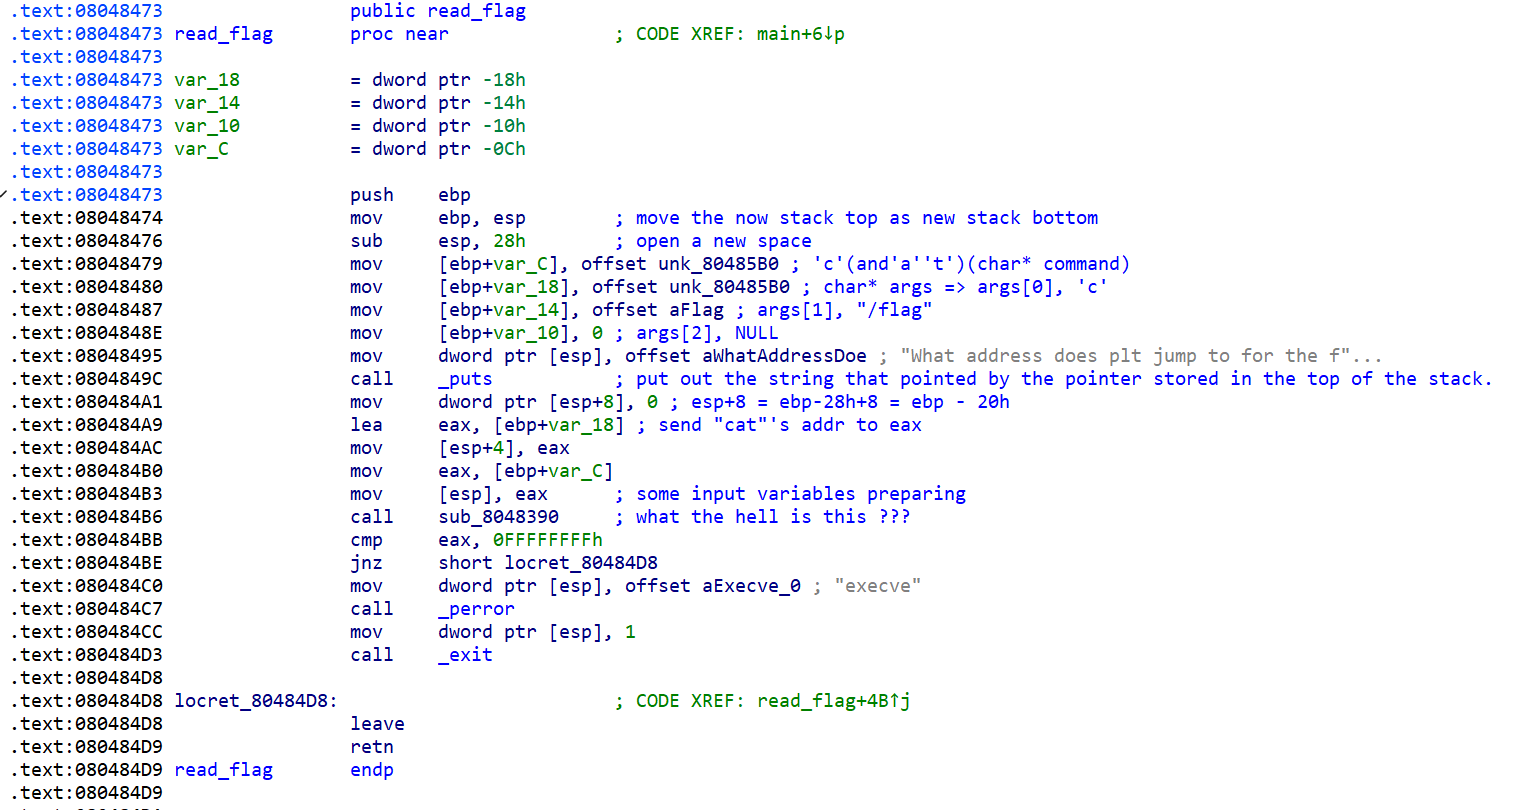 .text:08048473 public read_flag
.text:08048473 read_flag proc near ; CODE XREF: main+6↓p
.text:08048473
.text:08048473 var_18 = dword ptr -18h
.text:08048473 var_14 = dword ptr -14h
.text:08048473 var_10 = dword ptr -10h
.text:08048473 var_C = dword ptr -0Ch
.text:08048473
.text:08048473 push ebp
.text:08048474 mov ebp, esp ; move the now stack top as new stack bottom
.text:08048476 sub esp, 28h ; open a new space
.text:08048479 mov [ebp+var_C], offset unk_80485B0 ; 'c'(and'a''t')(char* command)
.text:08048480 mov [ebp+var_18], offset unk_80485B0 ; char* args => args[0], 'c'
.text:08048487 mov [ebp+var_14], offset aFlag ; args[1], "/flag"
.text:0804848E mov [ebp+var_10], 0 ; args[2], NULL
.text:08048495 mov dword ptr [esp], offset aWhatAddressDoe ; "What address does plt jump to for the f"...
.text:0804849C call _puts ; put out the string that pointed by the pointer stored in the top of the stack.
.text:080484A1 mov dword ptr [esp+8], 0 ; esp+8 = ebp-28h+8 = ebp - 20h
.text:080484A9 lea eax, [ebp+var_18] ; send "cat"'s addr to eax
.text:080484AC mov [esp+4], eax
.text:080484B0 mov eax, [ebp+var_C]
.text:080484B3 mov [esp], eax ; some input variables preparing
.text:080484B6 call sub_8048390 ; what the hell is this ???
.text:080484BB cmp eax, 0FFFFFFFFh
.text:080484BE jnz short locret_80484D8
.text:080484C0 mov dword ptr [esp], offset aExecve_0 ; "execve"
.text:080484C7 call _perror
.text:080484CC mov dword ptr [esp], 1
.text:080484D3 call _exit
.text:080484D8
.text:080484D8 locret_80484D8: ; CODE XREF: read_flag+4B↑j
.text:080484D8 leave
.text:080484D9 retn
.text:080484D9 read_flag endp
.text:080484D9